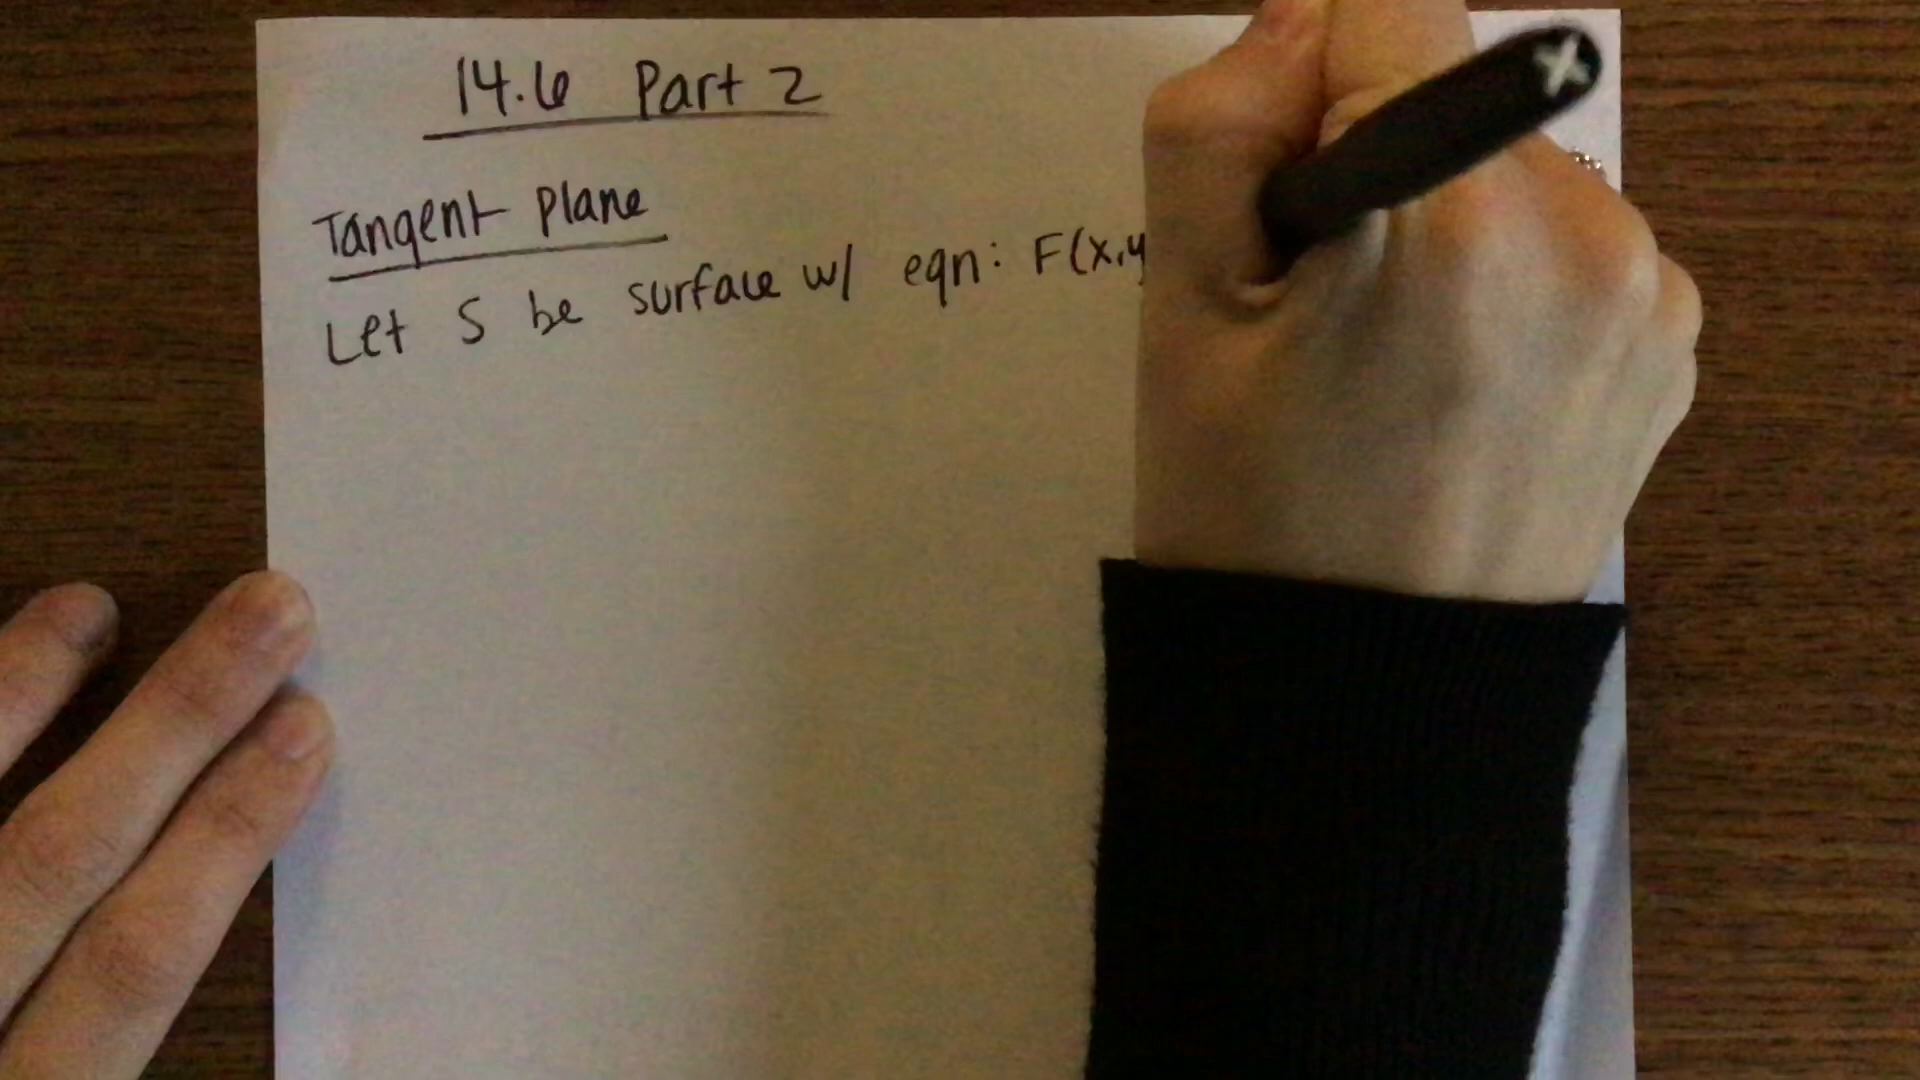 14.6 Part 2
Tangent Plane
Let S be surface w/ eqn: F(x,y